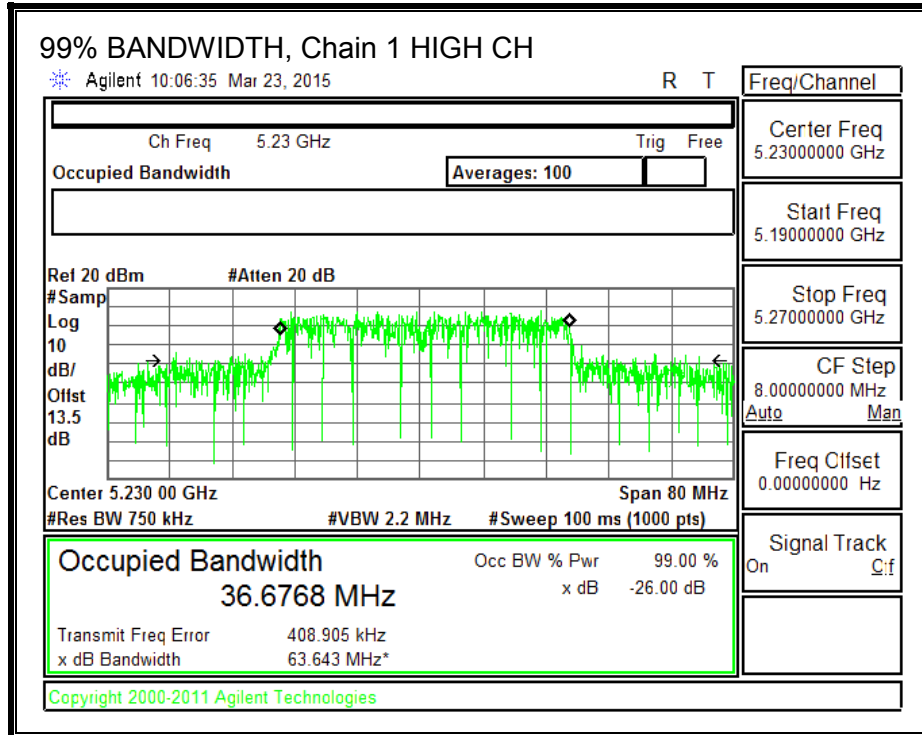 99% BANDWIDTH, Chain 1 HIGH CH
Agilent 10:06:35 Mar 23, 2015 R T
Freq/Channel
Ch Freq 5.23 GHz Trig Free
Occupied Bandwidth Averages: 100
Center Freq
5.23000000 GHz
Start Freq
5.19000000 GHz
Stop Freq
5.27000000 GHz
CF Step
8.00000000 MHz
Auto Man
Freq Offset
0.00000000 Hz
Signal Track
On Off
Ref 20 dBm #Atten 20 dB
#Samp
Log
10
dB/
Offst
13.5
dB
Center 5.230 00 GHz Span 80 MHz
#Res BW 750 kHz #VBW 2.2 MHz #Sweep 100 ms (1000 pts)
Occupied Bandwidth Occ BW % Pwr 99.00 %
36.6768 MHz x dB -26.00 dB
Transmit Freq Error 408.905 kHz
x dB Bandwidth 63.643 MHz*
Copyright 2000-2011 Agilent Technologies